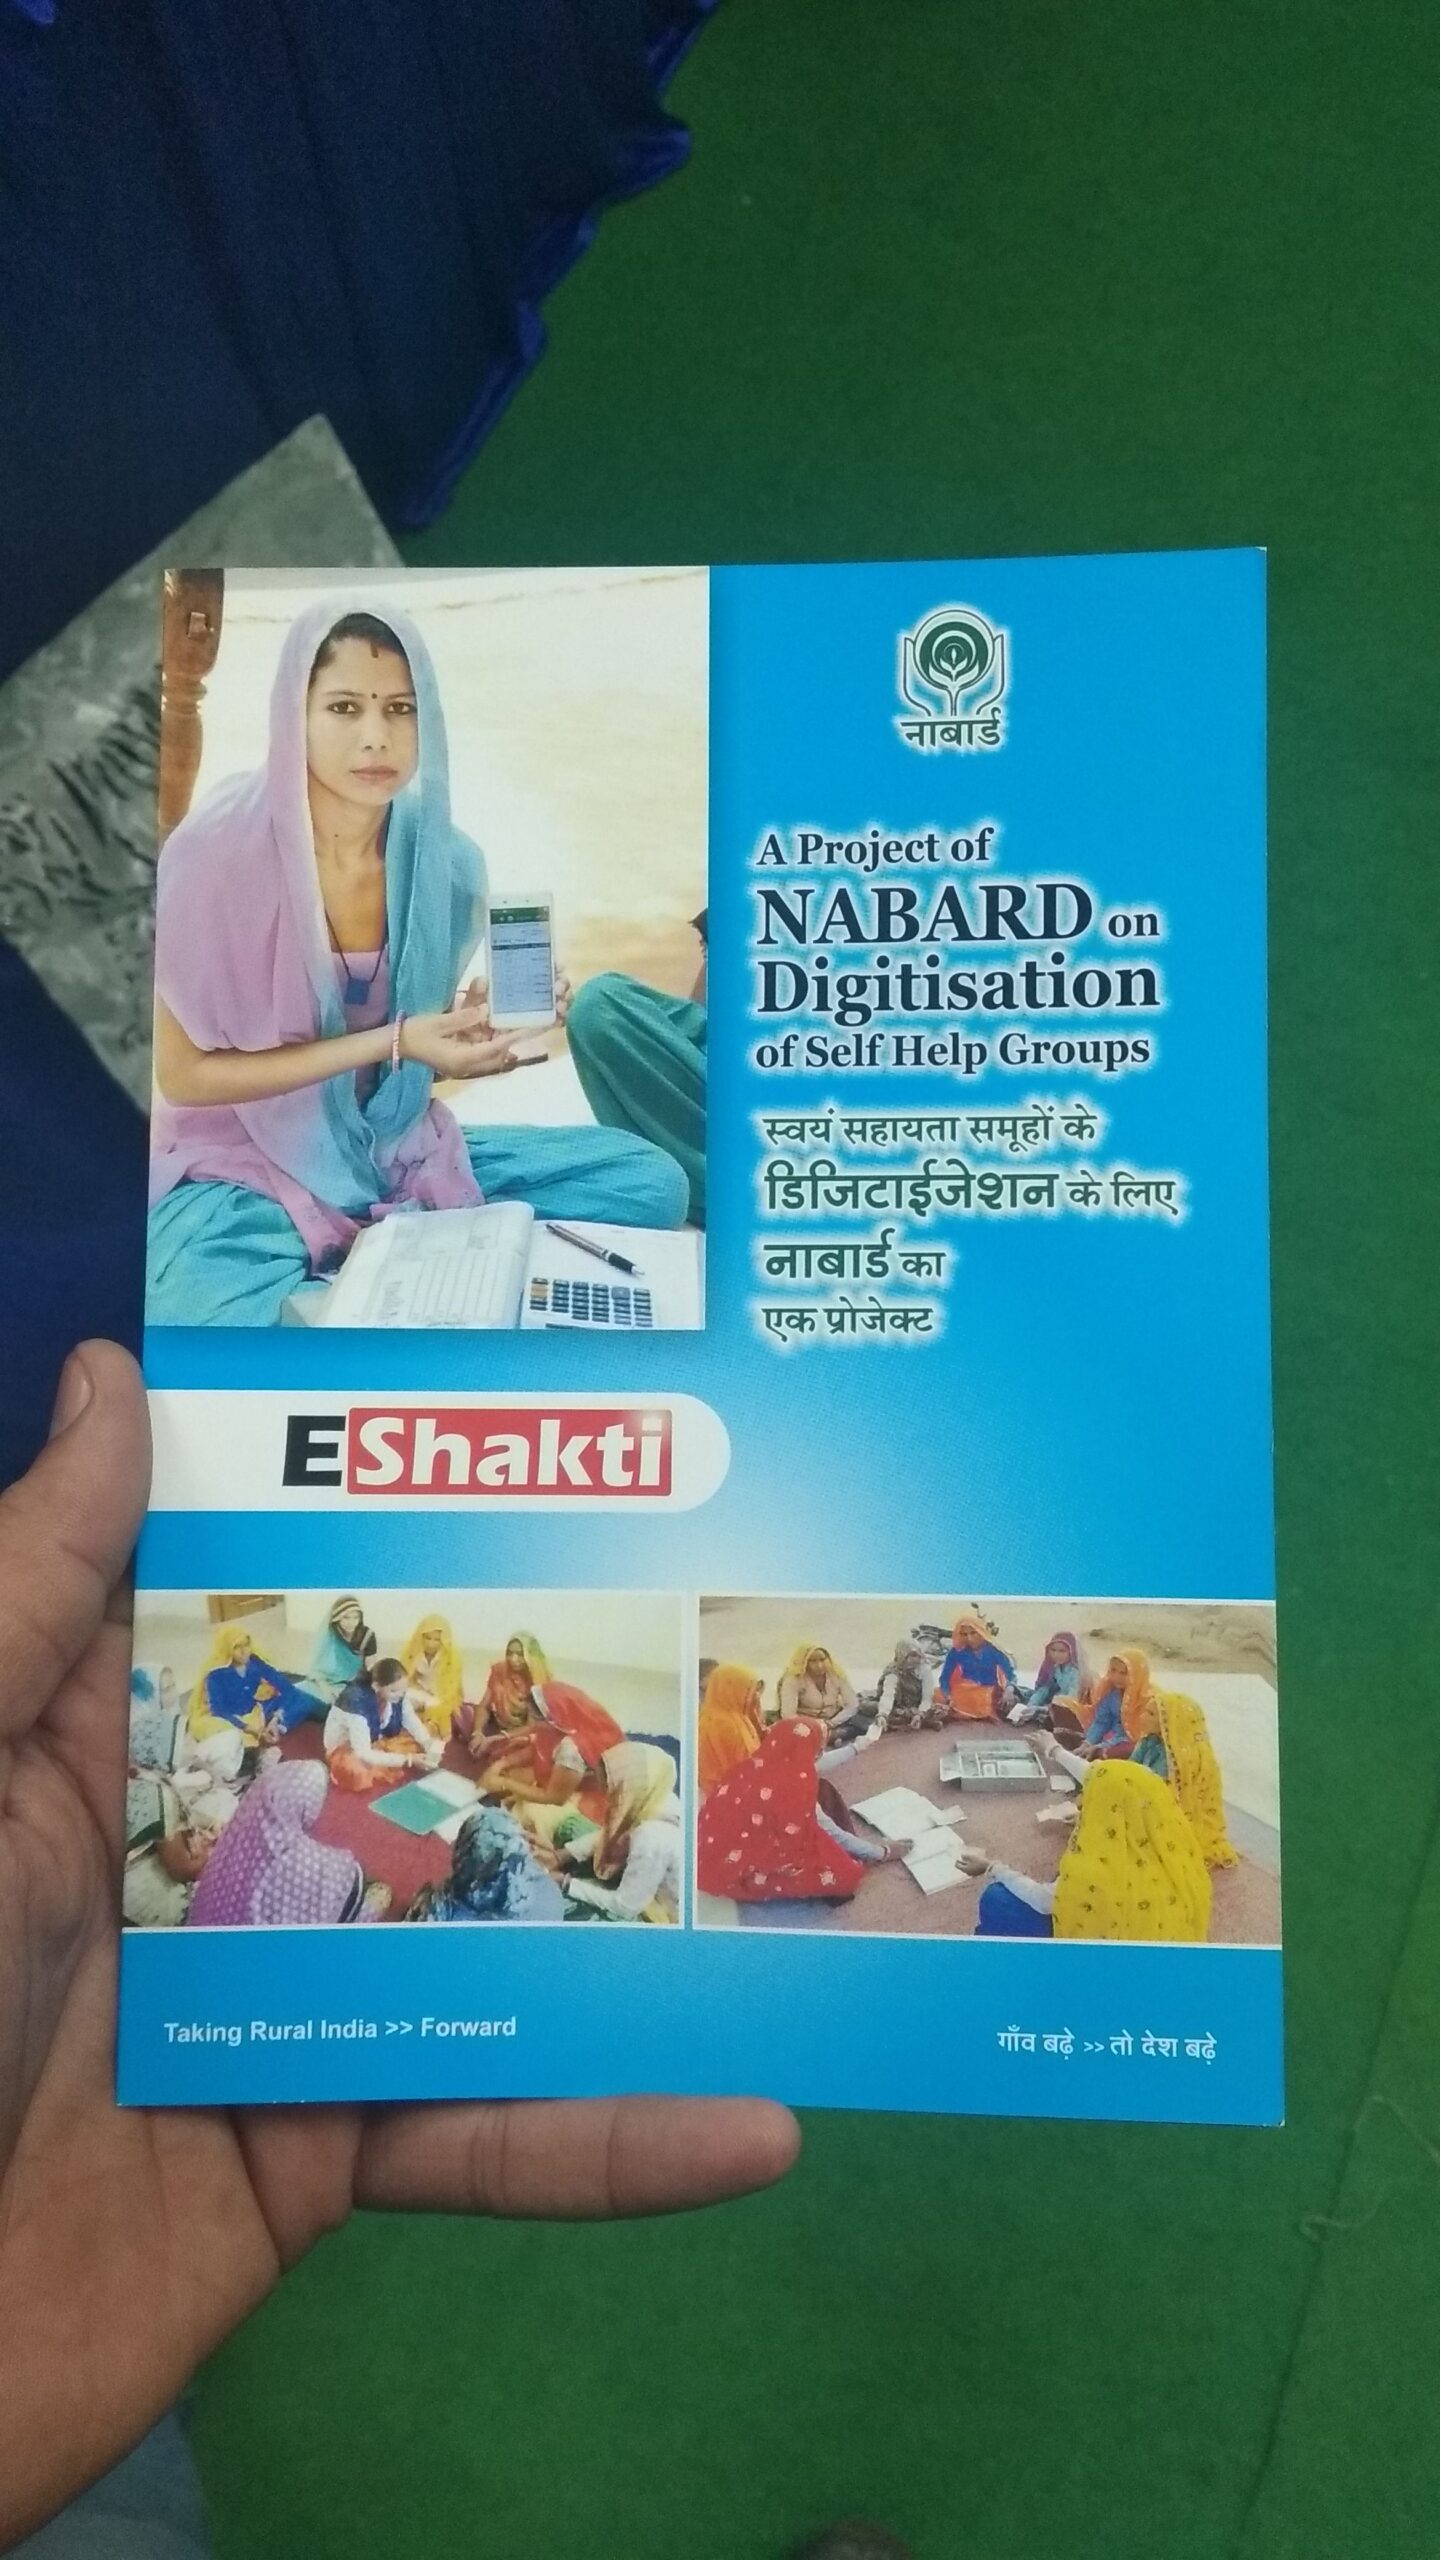 नाबार्ड
A Project of
NABARD on
Digitisation
of Self Help Groups
स्वयं सहायता समूहों के
डिजिटाईजेशन के लिए
नाबार्ड का
एक प्रोजेक्ट
EShakti
Taking Rural India >> Forward
गाँव बढ़े >> तो देश बढ़े